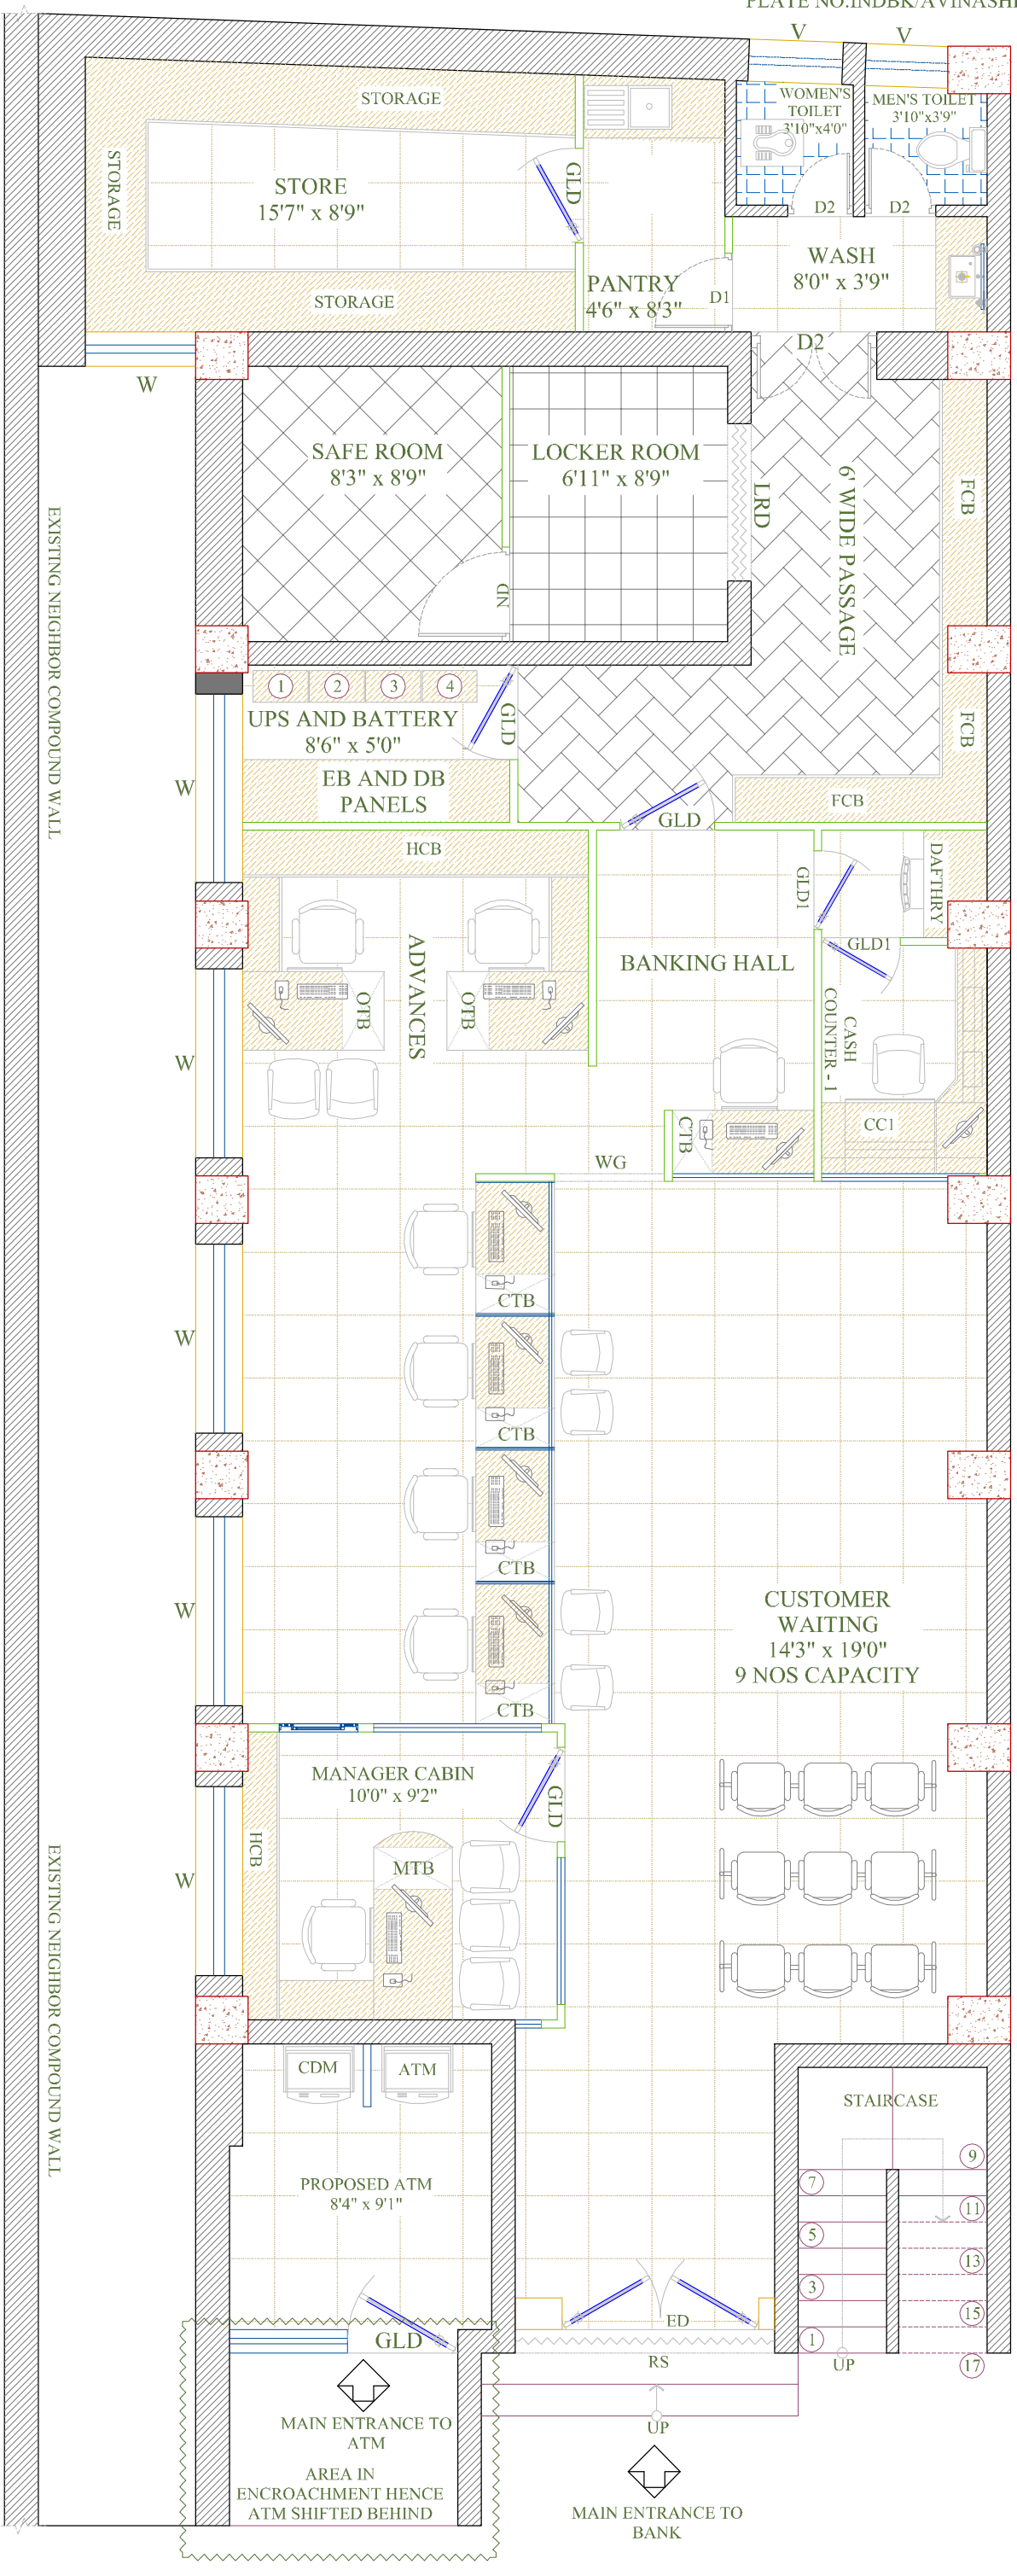 PLATE NO:INDBK/AVINASHI
V
V
STORAGE
WOMEN'S
TOILET
3'10"x4'0"
MEN'S TOILET
3'10"x3'9"
STORAGE
STORE
15'7" x 8'9"
GLD
D2
D2
WASH
8'0" x 3'9"
PANTRY
4'6" x 8'3"
D1
STORAGE
D2
W
SAFE ROOM
8'3" x 8'9"
LOCKER ROOM
6'11" x 8'9"
LRD
6' WIDE PASSAGE
FCB
ND
EXISTING NEIGHBOR COMPOUND WALL
1
2
3
4
UPS AND BATTERY
8'6" x 5'0"
GLD
FCB
EB AND DB
PANELS
W
FCB
GLD
HCB
GLD1
DAFTHRY
ADVANCES
BANKING HALL
GLD1
OTB
OTB
CASH
COUNTER - 1
W
CTB
CC1
WG
CTB
W
CTB
CTB
W
CTB
CUSTOMER
WAITING
14'3" x 19'0"
9 NOS CAPACITY
MANAGER CABIN
10'0" x 9'2"
GLD
HCB
MTB
W
EXISTING NEIGHBOR COMPOUND WALL
CDM
ATM
STAIRCASE
PROPOSED ATM
8'4" x 9'1"
9
7
11
5
13
3
15
1
17
ED
GLD
RS
UP
MAIN ENTRANCE TO
ATM
UP
AREA IN
ENCROACHMENT HENCE
ATM SHIFTED BEHIND
MAIN ENTRANCE TO
BANK